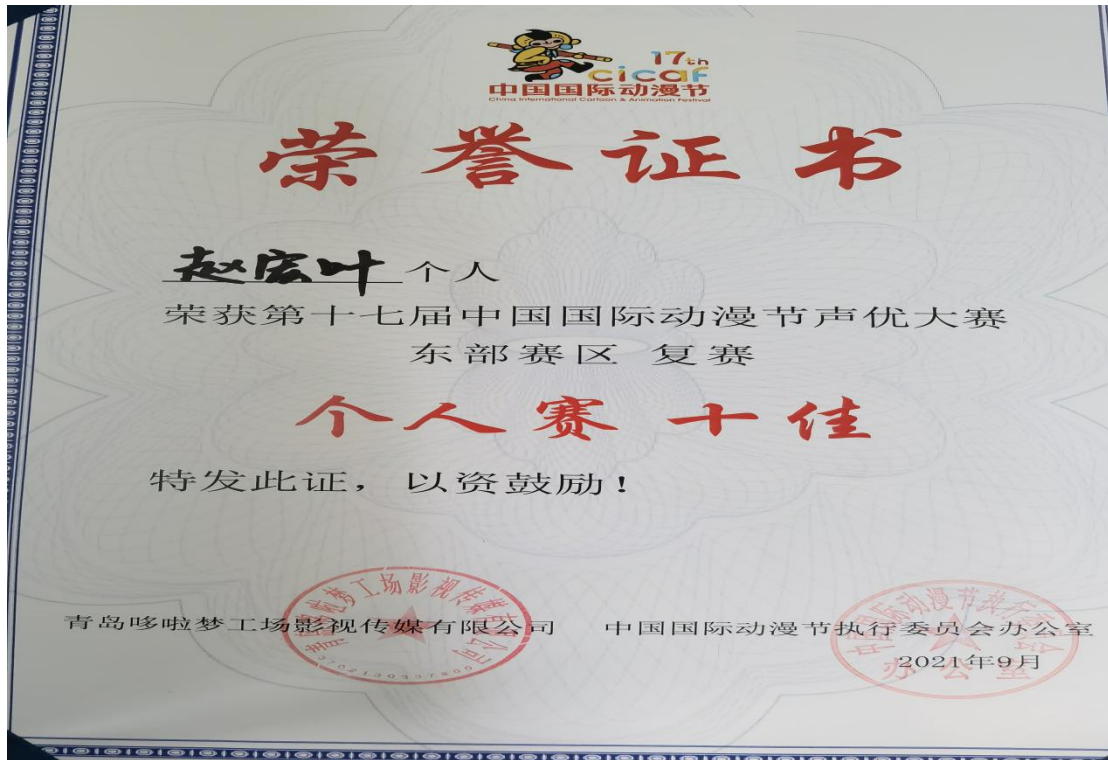 17th
cicaf
中国国际动漫节
China International Cartoon & Animation Festival
荣誉证书
赵宏叶 个人
荣获第十七届中国国际动漫节声优大赛
东部赛区 复赛
个人赛十佳
特发此证，以资鼓励！
青岛哆啦梦工场影视传媒有限公司 中国国际动漫节执行委员会办公室
2021年9月